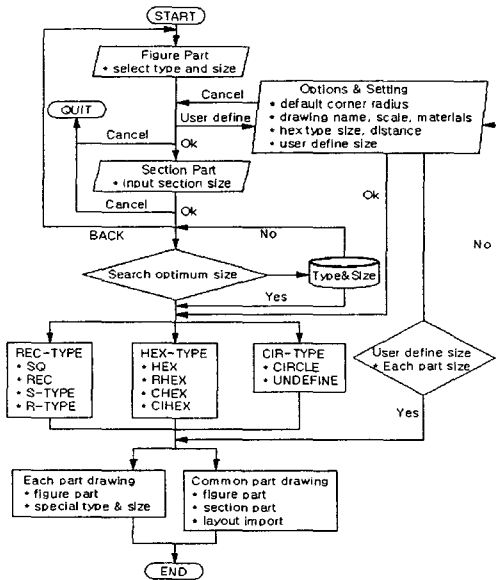 START
Figure Part
* select type and size
Options & Setting
* default corner radius
* drawing name, scale, materials
* hex type size, distance
* user define size
Cancel
User define
QUIT
Cancel
Ok
Section Part
* input section size
Cancel
Ok
Ok
BACK
No
No
Search optimum size
Type&Size
Yes
REC-TYPE
* SQ
* REC
* S-TYPE
* R-TYPE
HEX-TYPE
* HEX
* RHEX
* CHEX
* CIHEX
CIR-TYPE
* CIRCLE
* UNDEFINE
User define size
* Each part size
Yes
Each part drawing
* figure part
* special type & size
Common part drawing
* figure part
* section part
* layout import
END